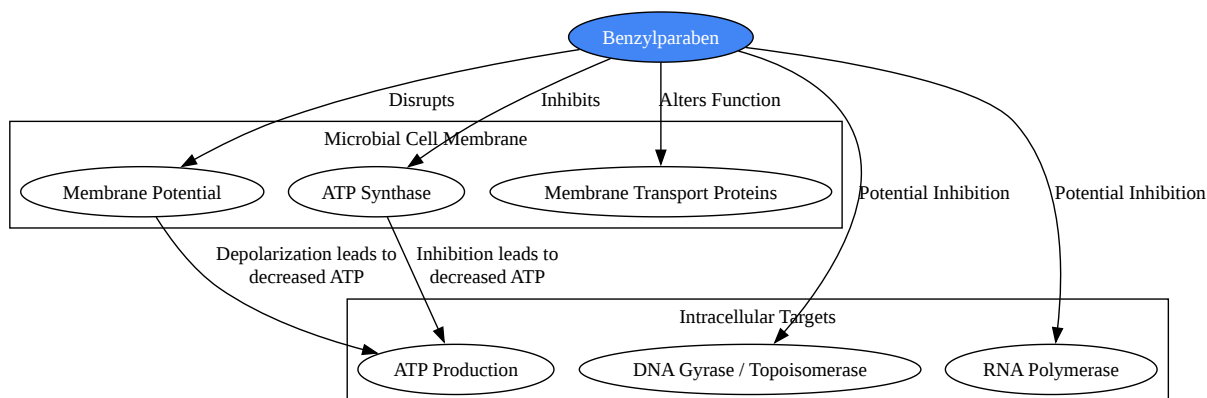 Benzylparaben
Disrupts
Inhibits
Alters Function
Microbial Cell Membrane
Membrane Potential
ATP Synthase
Membrane Transport Proteins
Potential Inhibition
Potential Inhibition
Depolarization leads to
decreased ATP
Inhibition leads to
decreased ATP
Intracellular Targets
ATP Production
DNA Gyrase / Topoisomerase
RNA Polymerase